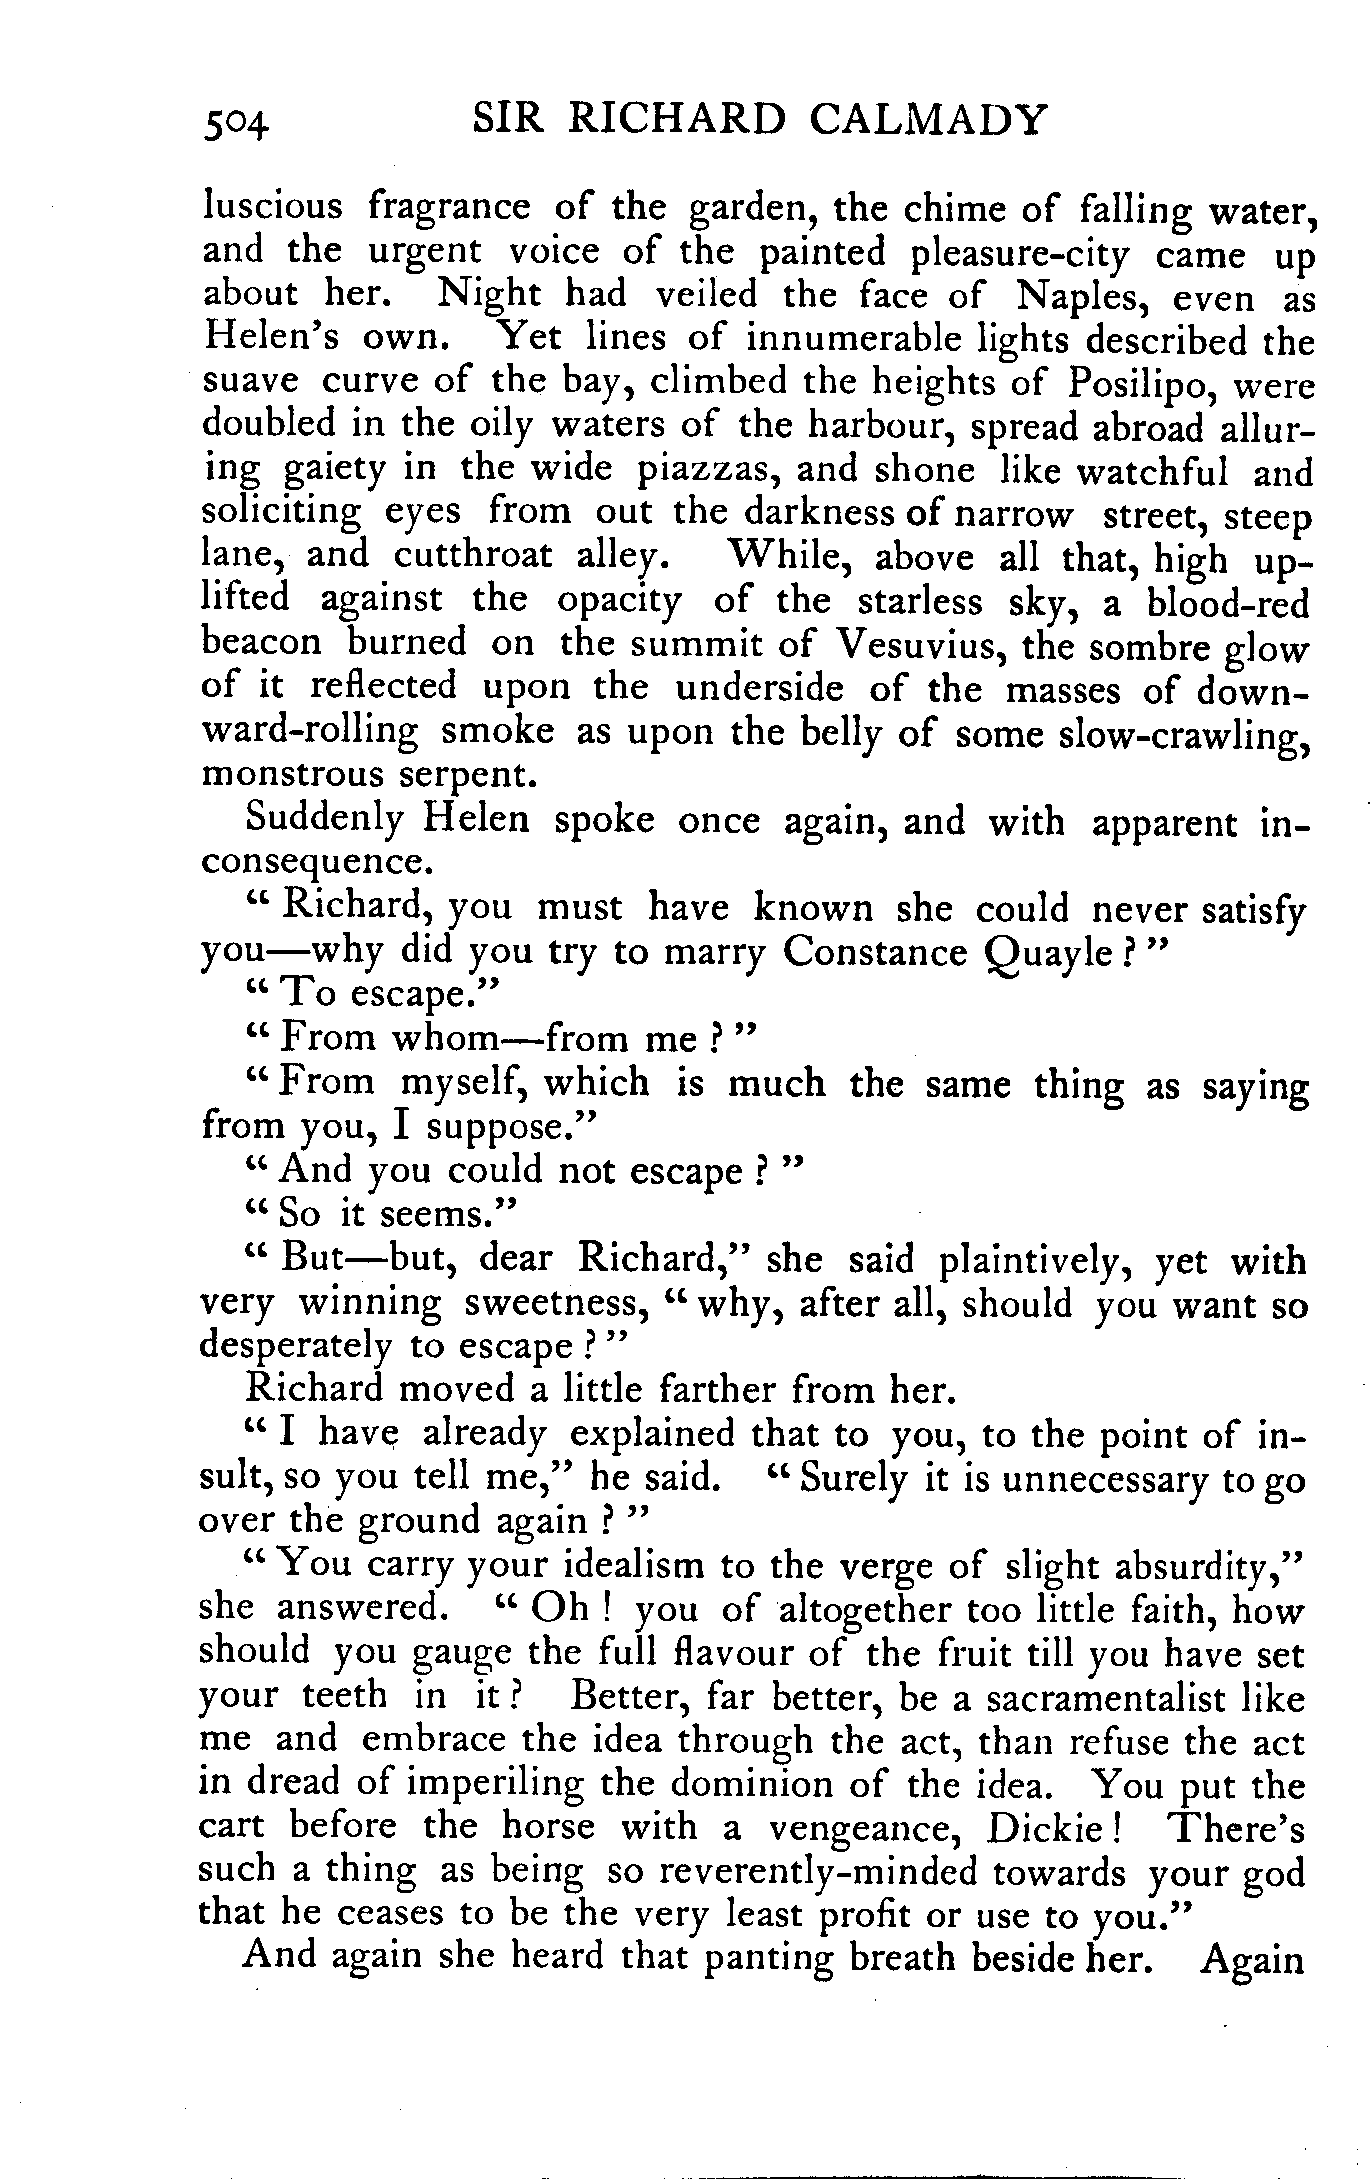 504 SIR RICHARD CALMADY
luscious fragrance of the garden, the chime of falling water,
and the urgent voice of the painted pleasure-city came up
about her. Night had veiled the face of Naples, even as
Helen's own. Yet lines of innumerable lights described the
suave curve of the bay, climbed the heights of Posilipo, were
doubled in the oily waters of the harbour, spread abroad allur-
ing gaiety in the wide piazzas, and shone like watchful and
soliciting eyes from out the darkness of narrow street, steep
lane, and cutthroat alley. While, above all that, high up-
lifted against the opacity of the starless sky, a blood-red
beacon burned on the summit of Vesuvius, the sombre glow
of it reflected upon the underside of the masses of down-
ward-rolling smoke as upon the belly of some slow-crawling,
monstrous serpent.
Suddenly Helen spoke once again, and with apparent in-
consequence.
" Richard, you must have known she could never satisfy
you—why did you try to marry Constance Quayle ? "
" To escape."
" From whom—from me ? "
" From myself, which is much the same thing as saying
from you, I suppose."
" And you could not escape ? "
" So it seems."
" But—but, dear Richard," she said plaintively, yet with
very winning sweetness, " why, after all, should you want so
desperately to escape ? "
Richard moved a little farther from her.
" I have already explained that to you, to the point of in-
sult, so you tell me," he said. " Surely it is unnecessary to go
over the ground again ? "
" You carry your idealism to the verge of slight absurdity,"
she answered. " Oh ! you of altogether too little faith, how
should you gauge the full flavour of the fruit till you have set
your teeth in it ? Better, far better, be a sacramentalist like
me and embrace the idea through the act, than refuse the act
in dread of imperiling the dominion of the idea. You put the
cart before the horse with a vengeance, Dickie ! There's
such a thing as being so reverently-minded towards your god
that he ceases to be the very least profit or use to you."
And again she heard that panting breath beside her. Again